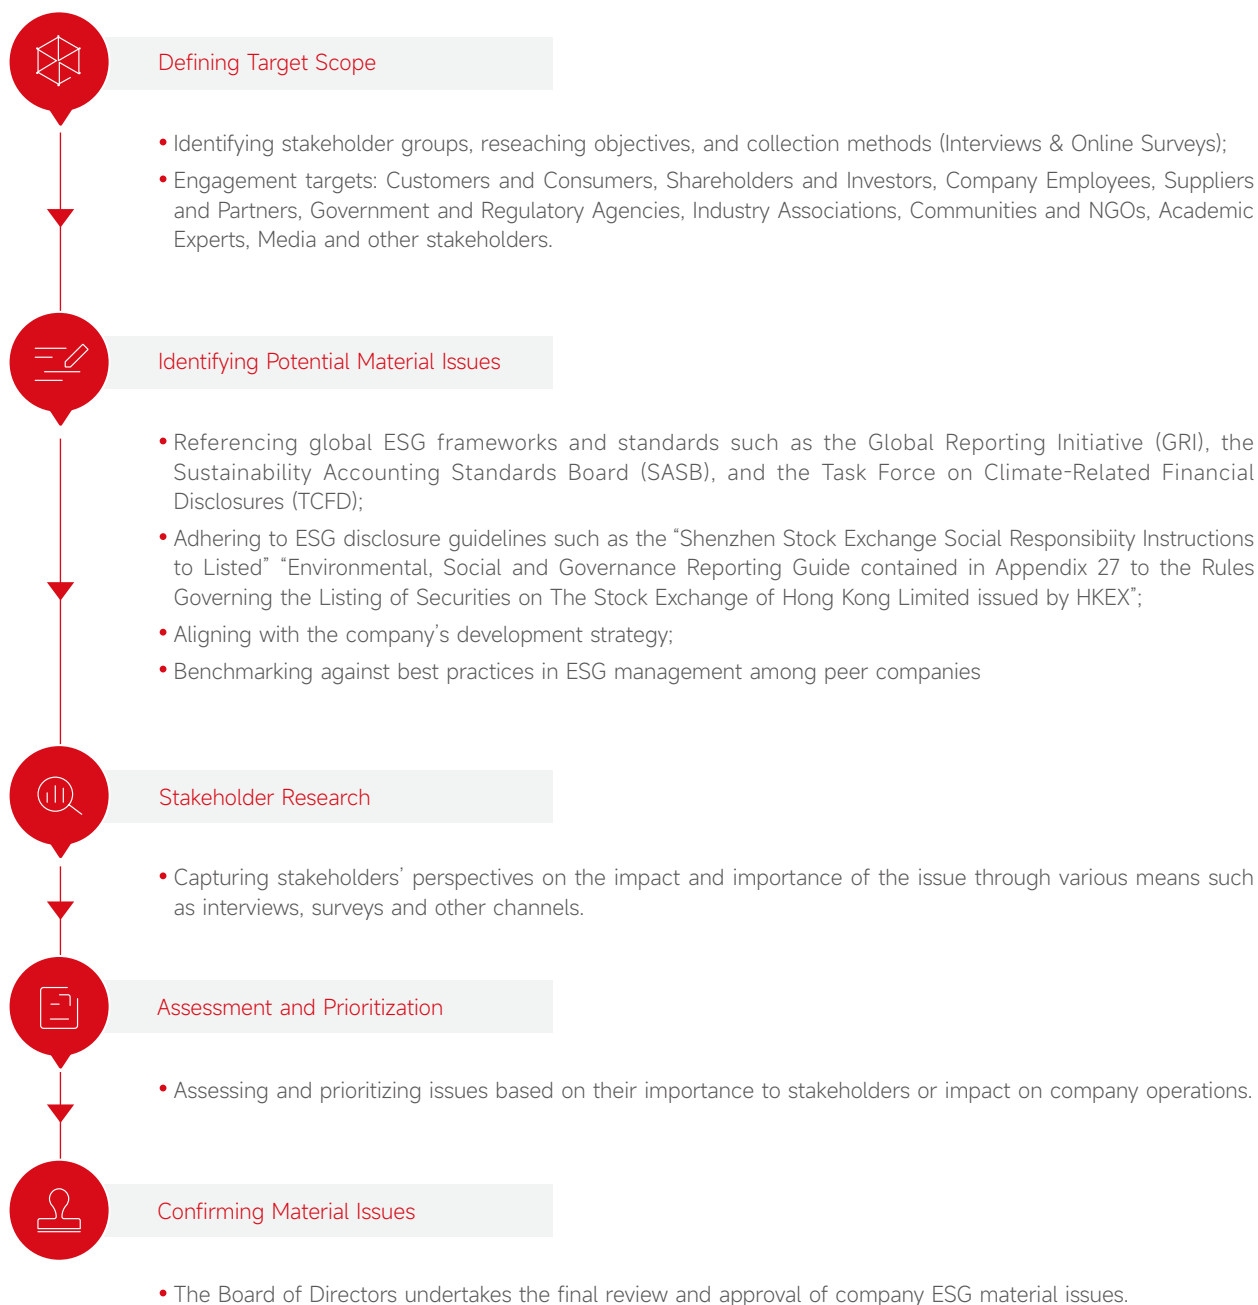 Defining Target Scope
• Identifying stakeholder groups, reseaching objectives, and collection methods (Interviews & Online Surveys);
• Engagement targets: Customers and Consumers, Shareholders and Investors, Company Employees, Suppliers
and Partners, Government and Regulatory Agencies, Industry Associations, Communities and NGOs, Academic
Experts, Media and other stakeholders.
Identifying Potential Material Issues
• Referencing global ESG frameworks and standards such as the Global Reporting Initiative (GRI), the
Sustainability Accounting Standards Board (SASB), and the Task Force on Climate-Related Financial
Disclosures (TCFD);
• Adhering to ESG disclosure guidelines such as the “Shenzhen Stock Exchange Social Responsibiity Instructions
to Listed” “Environmental, Social and Governance Reporting Guide contained in Appendix 27 to the Rules
Governing the Listing of Securities on The Stock Exchange of Hong Kong Limited issued by HKEX”;
• Aligning with the company’s development strategy;
• Benchmarking against best practices in ESG management among peer companies
Stakeholder Research
• Capturing stakeholders’ perspectives on the impact and importance of the issue through various means such
as interviews, surveys and other channels.
Assessment and Prioritization
• Assessing and prioritizing issues based on their importance to stakeholders or impact on company operations.
Confirming Material Issues
• The Board of Directors undertakes the final review and approval of company ESG material issues.